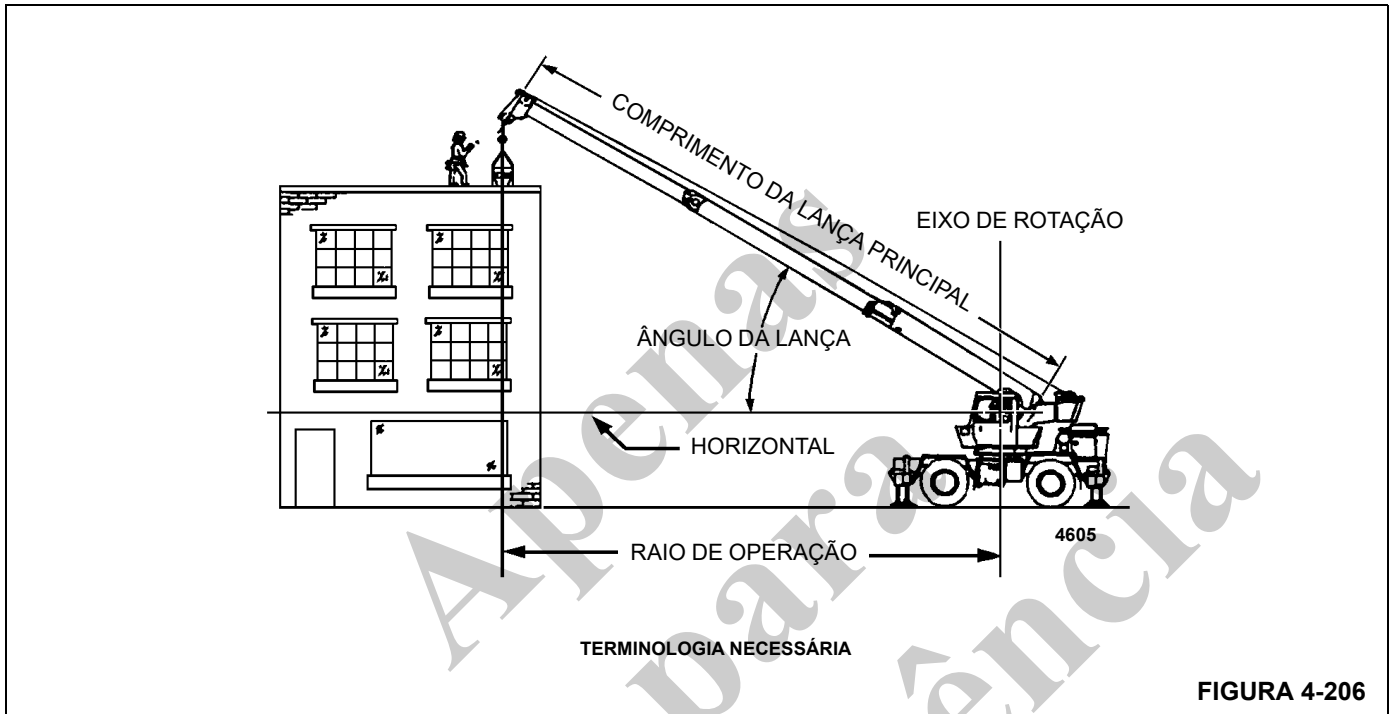 COMPRIMENTO DA LANÇA PRINCIPAL
EIXO DE ROTAÇÃO
ÂNGULO DA LANÇA
HORIZONTAL
4605
RAIO DE OPERAÇÃO
TERMINOLOGIA NECESSÁRIA
FIGURA 4-206
Apenas
para
ência